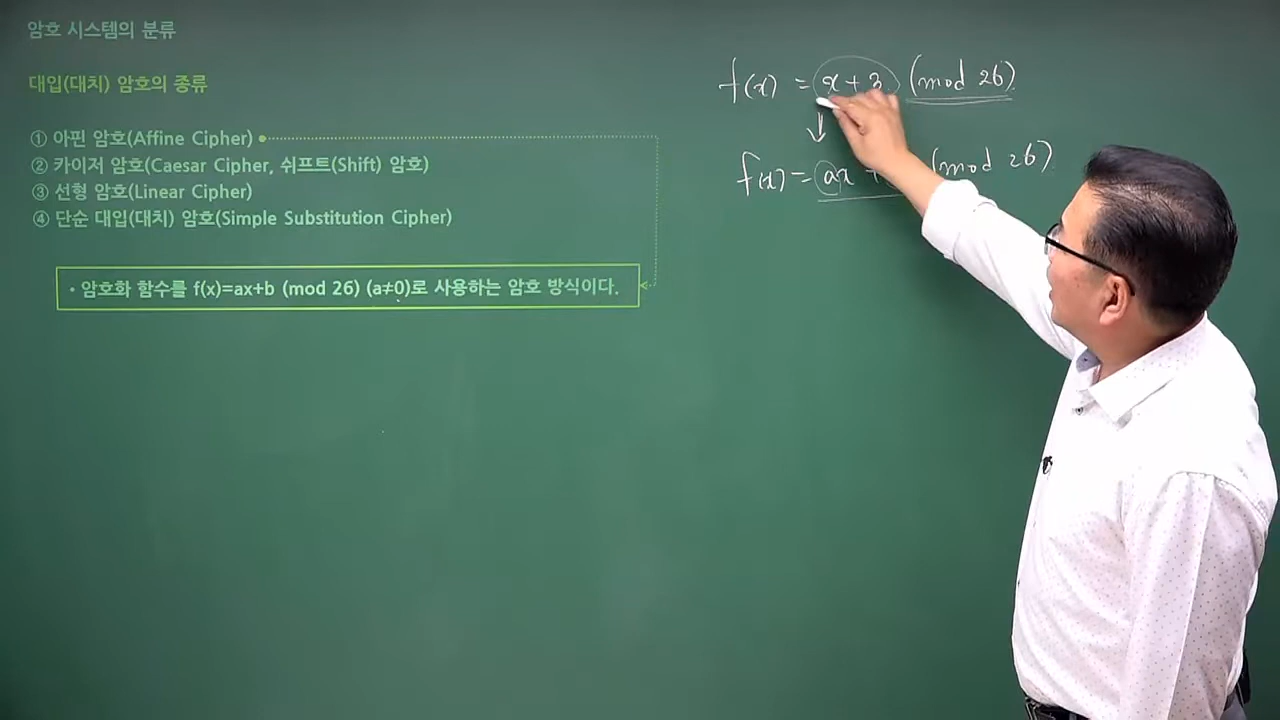 암호 시스템의 분류
대입(대치) 암호의 종류
① 아핀 암호(Affine Cipher)
② 카이저 암호(Caesar Cipher, 쉬프트(Shift) 암호)
③ 선형 암호(Linear Cipher)
④ 단순 대입(대치) 암호(Simple Substitution Cipher)
• 암호화 함수를 f(x)=ax+b (mod 26) (a≠0)로 사용하는 암호 방식이다.
f(x) = x + 3 (mod 26)
f(x) = ax + (mod 26)